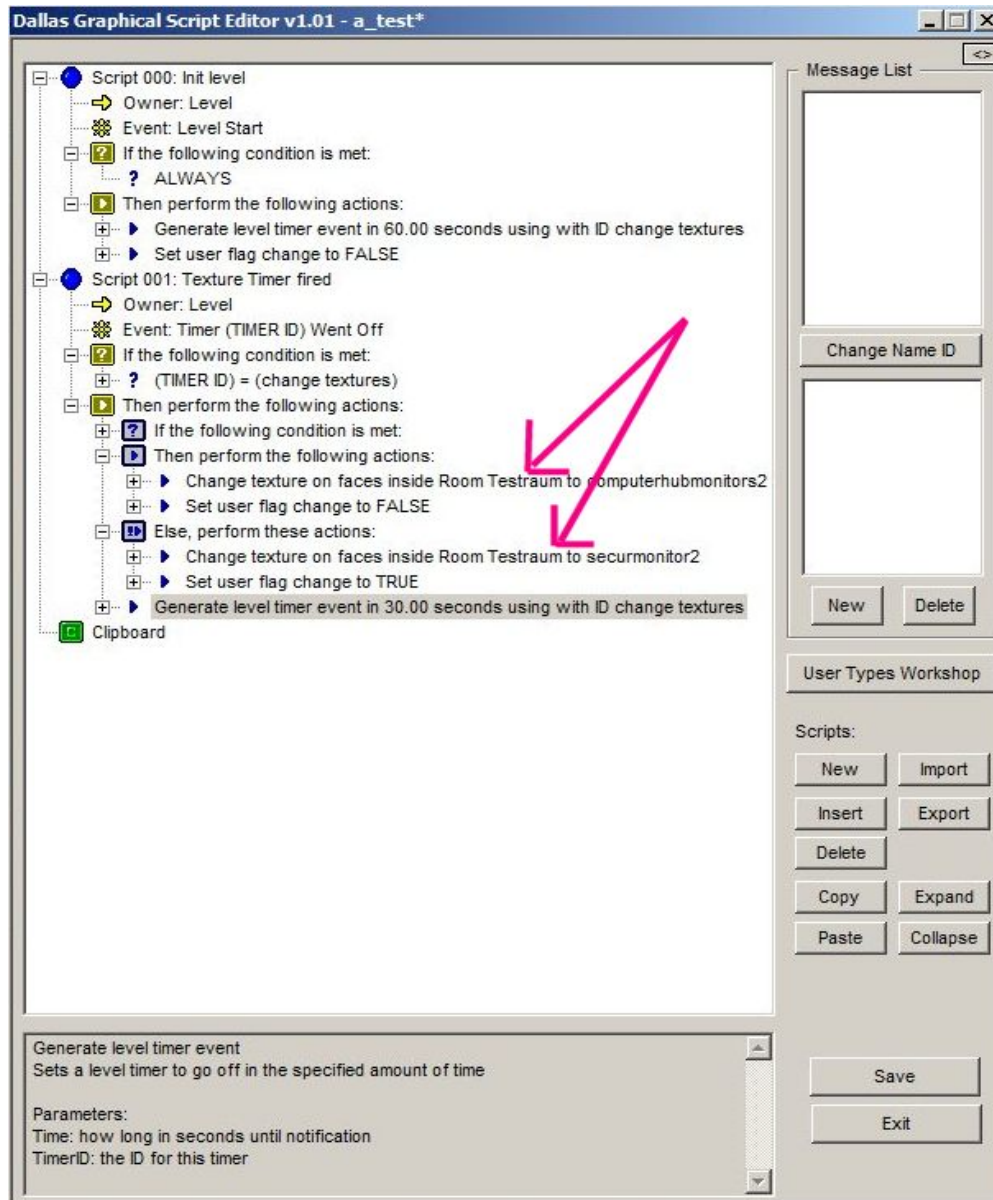 Dallas Graphical Script Editor v1.01 - a_test*
<>
Script 000: Init level
Owner: Level
Event: Level Start
If the following condition is met:
? ALWAYS
Then perform the following actions:
Generate level timer event in 60.00 seconds using with ID change textures
Set user flag change to FALSE
Script 001: Texture Timer fired
Owner: Level
Event: Timer (TIMER ID) Went Off
If the following condition is met:
? (TIMER ID) = (change textures)
Then perform the following actions:
If the following condition is met:
Then perform the following actions:
Change texture on faces inside Room Testraum to computerhubmonitors2
Set user flag change to FALSE
Else, perform these actions:
Change texture on faces inside Room Testraum to securmonitor2
Set user flag change to TRUE
Generate level timer event in 30.00 seconds using with ID change textures
Clipboard
Message List
Change Name ID
New Delete
User Types Workshop
Scripts:
New Import
Insert Export
Delete
Copy Expand
Paste Collapse
Generate level timer event
Sets a level timer to go off in the specified amount of time
Parameters:
Time: how long in seconds until notification
TimerID: the ID for this timer
Save
Exit